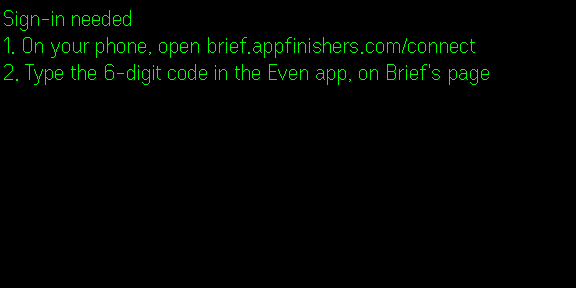 Sign-in needed
1. On your phone, open brief.appfinishers.com/connect
2. Type the 6-digit code in the Even app, on Brief's page